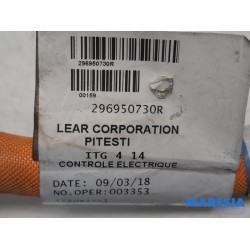 296950730R
00159
296950730R
LEAR CORPORATION
PITESTI
ITG 4 14
CONTROLE ELECTRIQUE
DATE: 09/03/18
NO.OPER:003353